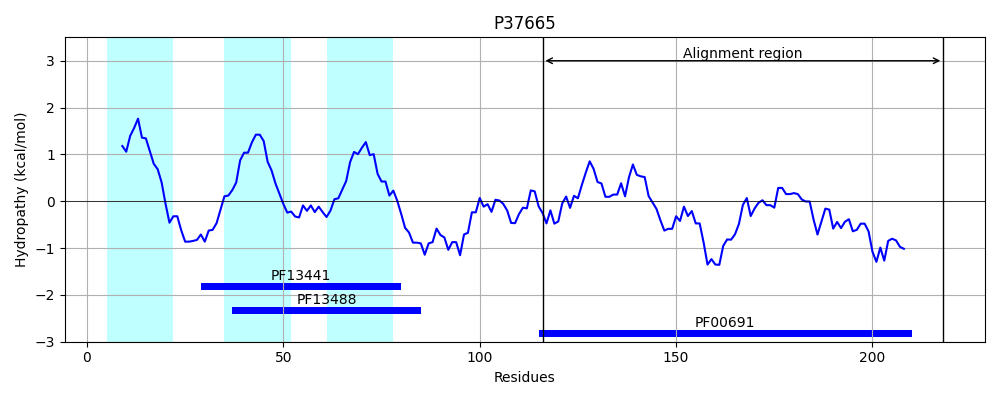 P37665
Alignment region
Hydropathy (kcal/mol)
3
2
1
0
−1
−2
−3
PF13441
PF13488
PF00691
0
50
100
150
200
Residues